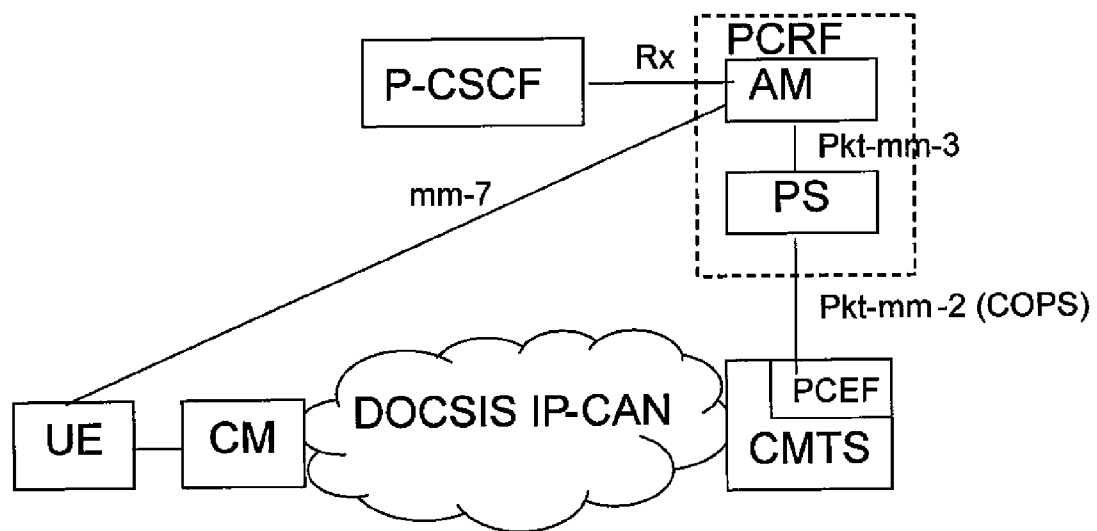 PCRF
Rx
P-CSCF
AM
Pkt-mm-3
mm-7
PS
Pkt-mm-2 (COPS)
PCEF
DOCSIS IP-CAN
UE
CM
CMTS